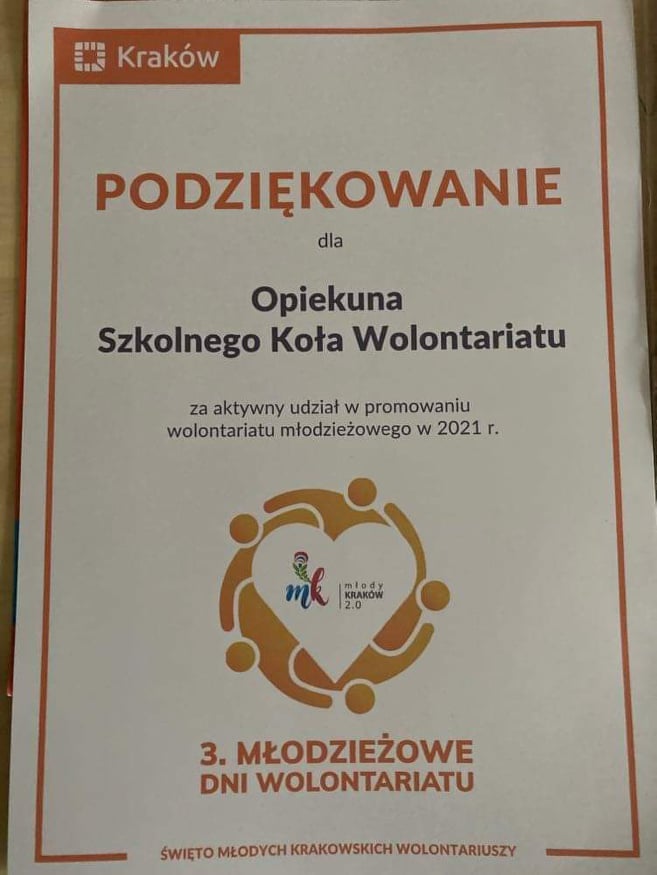 Kraków
PODZIĘKOWANIE
dla
Opiekuna
Szkolnego Koła Wolontariatu
za aktywny udział w promowaniu
wolontariatu młodzieżowego w 2021 r.
mk
młody
KRAKÓW
2.0
3. MŁODZIEŻOWE
DNI WOLONTARIATU
ŚWIĘTO MŁODYCH KRAKOWSKICH WOLONTARIUSZY